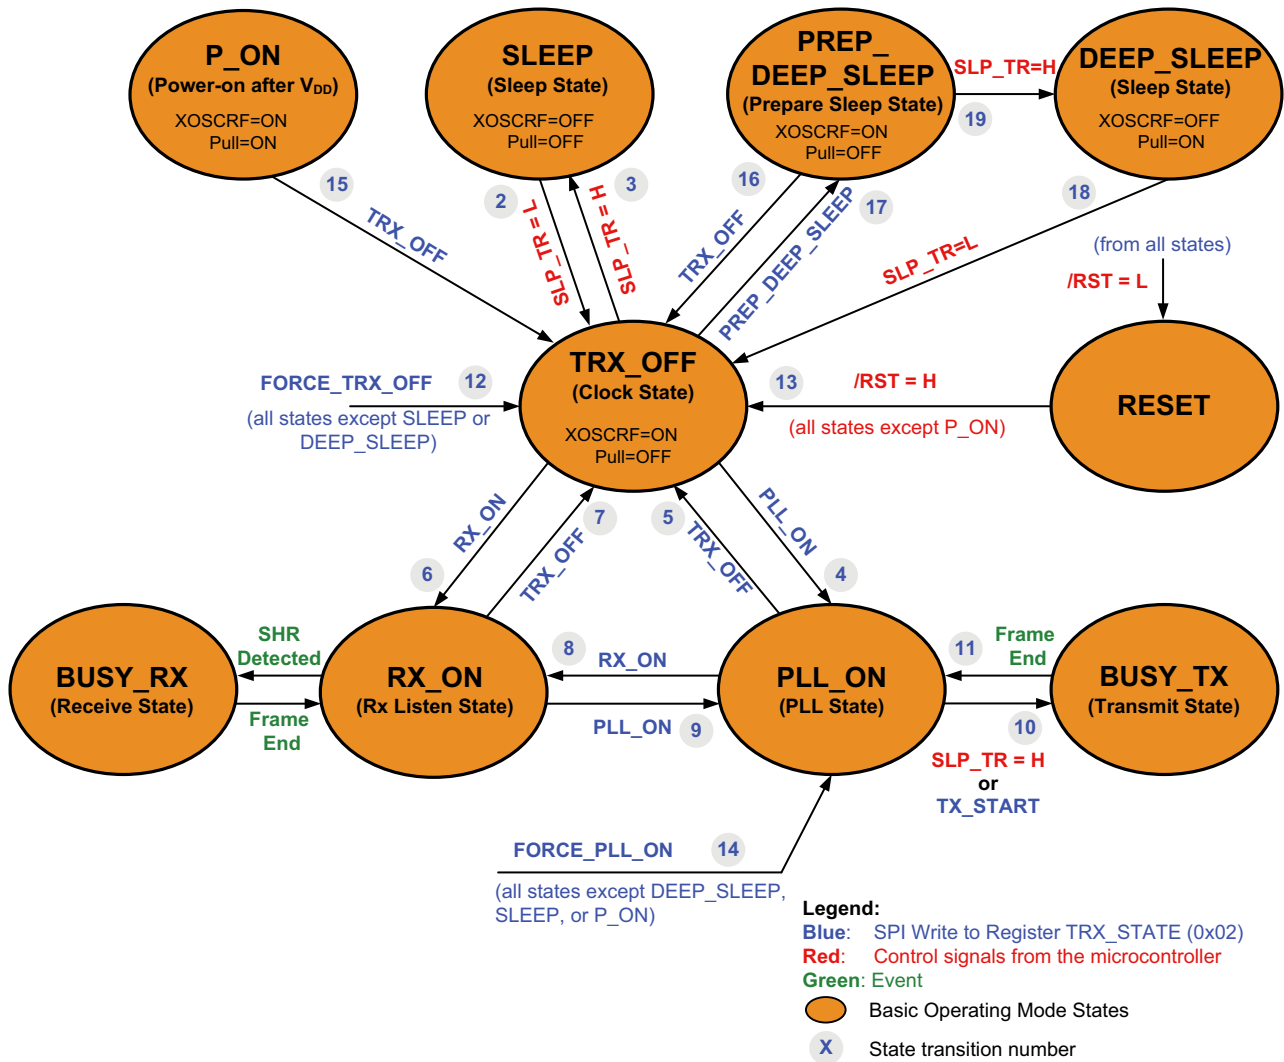 P_ON
(Power-on after VDD)
XOSCRF=ON
Pull=ON
SLEEP
(Sleep State)
XOSCRF=OFF
Pull=OFF
PREP_
DEEP_SLEEP
(Prepare Sleep State)
XOSCRF=ON
Pull=OFF
SLP_TR=H
19
DEEP_SLEEP
(Sleep State)
XOSCRF=OFF
Pull=ON
15
TRX_OFF
2
SLP_TR = L
3
SLP_TR = H
16
TRX_OFF
17
PREP_DEEP_SLEEP
18
SLP_TR=L
(from all states)
/RST = L
TRX_OFF
(Clock State)
XOSCRF=ON
Pull=OFF
FORCE_TRX_OFF
12
(all states except SLEEP or
DEEP_SLEEP)
13
/RST = H
(all states except P_ON)
RESET
RX_ON
6
7
TRX_OFF
5
TRX_OFF
PLL_ON
4
BUSY_RX
(Receive State)
SHR
Detected
Frame
End
RX_ON
(Rx Listen State)
8
RX_ON
PLL_ON
9
PLL_ON
(PLL State)
11
Frame
End
10
SLP_TR = H
or
TX_START
BUSY_TX
(Transmit State)
FORCE_PLL_ON
14
(all states except DEEP_SLEEP,
SLEEP, or P_ON)
Legend:
Blue: SPI Write to Register TRX_STATE (0x02)
Red: Control signals from the microcontroller
Green: Event
Basic Operating Mode States
X State transition number